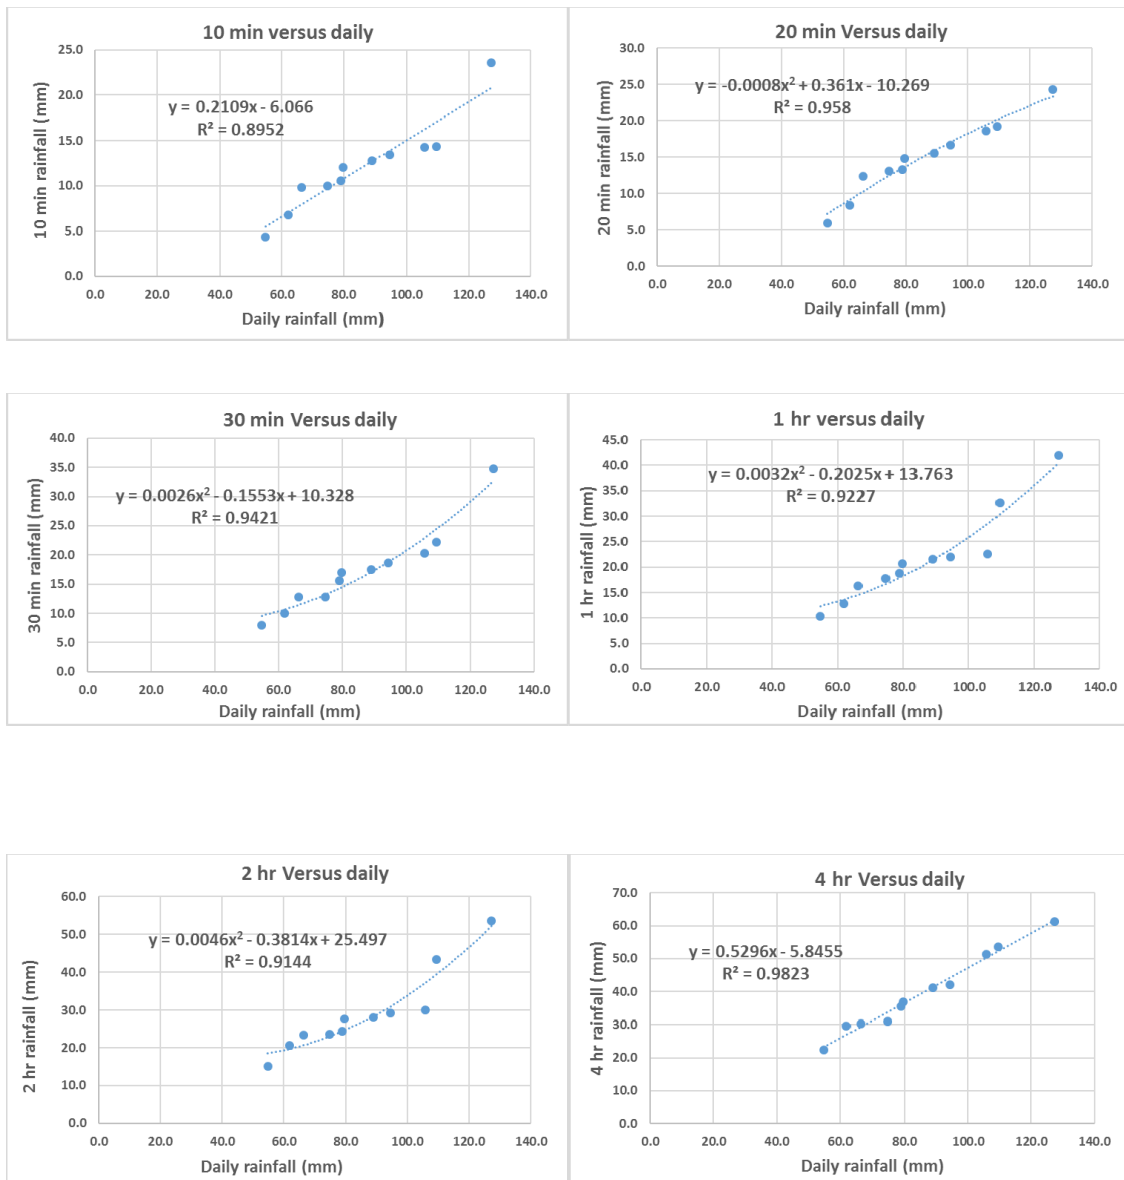 10 min versus daily
25.0
20.0
15.0
10.0
5.0
0.0
10 min rainfall (mm)
y = 0.2109x - 6.066
R² = 0.8952
0.0 20.0 40.0 60.0 80.0 100.0 120.0 140.0
Daily rainfall (mm)
20 min Versus daily
30.0
25.0
20.0
15.0
10.0
5.0
0.0
20 min rainfall (mm)
y = -0.0008x² + 0.361x - 10.269
R² = 0.958
0.0 20.0 40.0 60.0 80.0 100.0 120.0 140.0
Daily rainfall (mm)
30 min Versus daily
40.0
35.0
30.0
25.0
20.0
15.0
10.0
5.0
0.0
30 min rainfall (mm)
y = 0.0026x² - 0.1553x + 10.328
R² = 0.9421
0.0 20.0 40.0 60.0 80.0 100.0 120.0 140.0
Daily rainfall (mm)
1 hr versus daily
45.0
40.0
35.0
30.0
25.0
20.0
15.0
10.0
5.0
0.0
1 hr rainfall (mm)
y = 0.0032x² - 0.2025x + 13.763
R² = 0.9227
0.0 20.0 40.0 60.0 80.0 100.0 120.0 140.0
Daily rainfall (mm)
2 hr Versus daily
60.0
50.0
40.0
30.0
20.0
10.0
0.0
2 hr rainfall (mm)
y = 0.0046x² - 0.3814x + 25.497
R² = 0.9144
0.0 20.0 40.0 60.0 80.0 100.0 120.0 140.0
Daily rainfall (mm)
4 hr Versus daily
70.0
60.0
50.0
40.0
30.0
20.0
10.0
0.0
4 hr rainfall (mm)
y = 0.5296x - 5.8455
R² = 0.9823
0.0 20.0 40.0 60.0 80.0 100.0 120.0 140.0
Daily rainfall (mm)